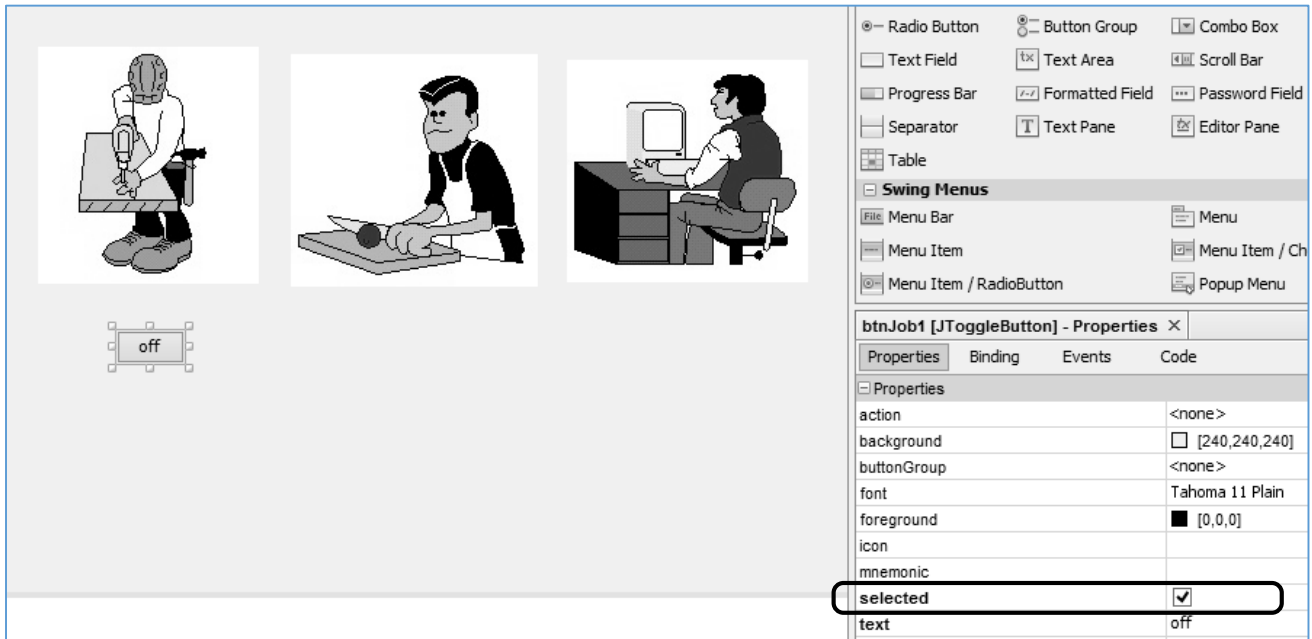 Radio Button Button Group Combo Box
Text Field tx Text Area Scroll Bar
Progress Bar Formatted Field Password Field
Separator T Text Pane Editor Pane
Table
Swing Menus
File Menu Bar Menu
Menu Item Menu Item / Ch
Menu Item / RadioButton Popup Menu
btnJob1 [JToggleButton] - Properties ×
Properties Binding Events Code
Properties
action <none>
background [240,240,240]
buttonGroup <none>
font Tahoma 11 Plain
foreground [0,0,0]
icon
mnemonic
selected
text off
off